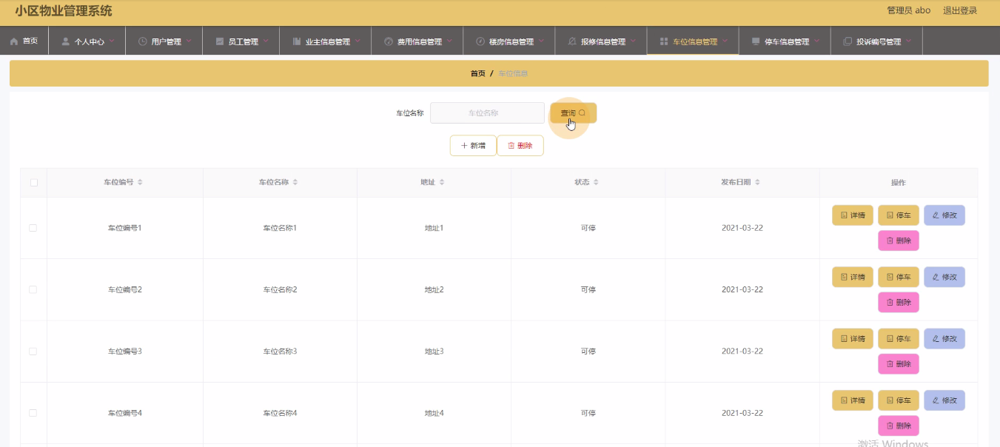 小区物业管理系统 管理员 abo 退出登录
首页 个人中心 用户管理 员工管理 业主信息管理 费用信息管理 楼房信息管理 报修信息管理 车位信息管理 停车信息管理 投诉编号管理
首页 / 车位信息
车位名称 车位名称 查询
+ 新增 删除
车位编号 车位名称 地址 状态 发布日期 操作
车位编号1 车位名称1 地址1 可停 2021-03-22 详情 停车 修改
删除
车位编号2 车位名称2 地址2 可停 2021-03-22 详情 停车 修改
删除
车位编号3 车位名称3 地址3 可停 2021-03-22 详情 停车 修改
删除
车位编号4 车位名称4 地址4 可停 2021-03-22 详情 停车 修改
删除
激活 Windows